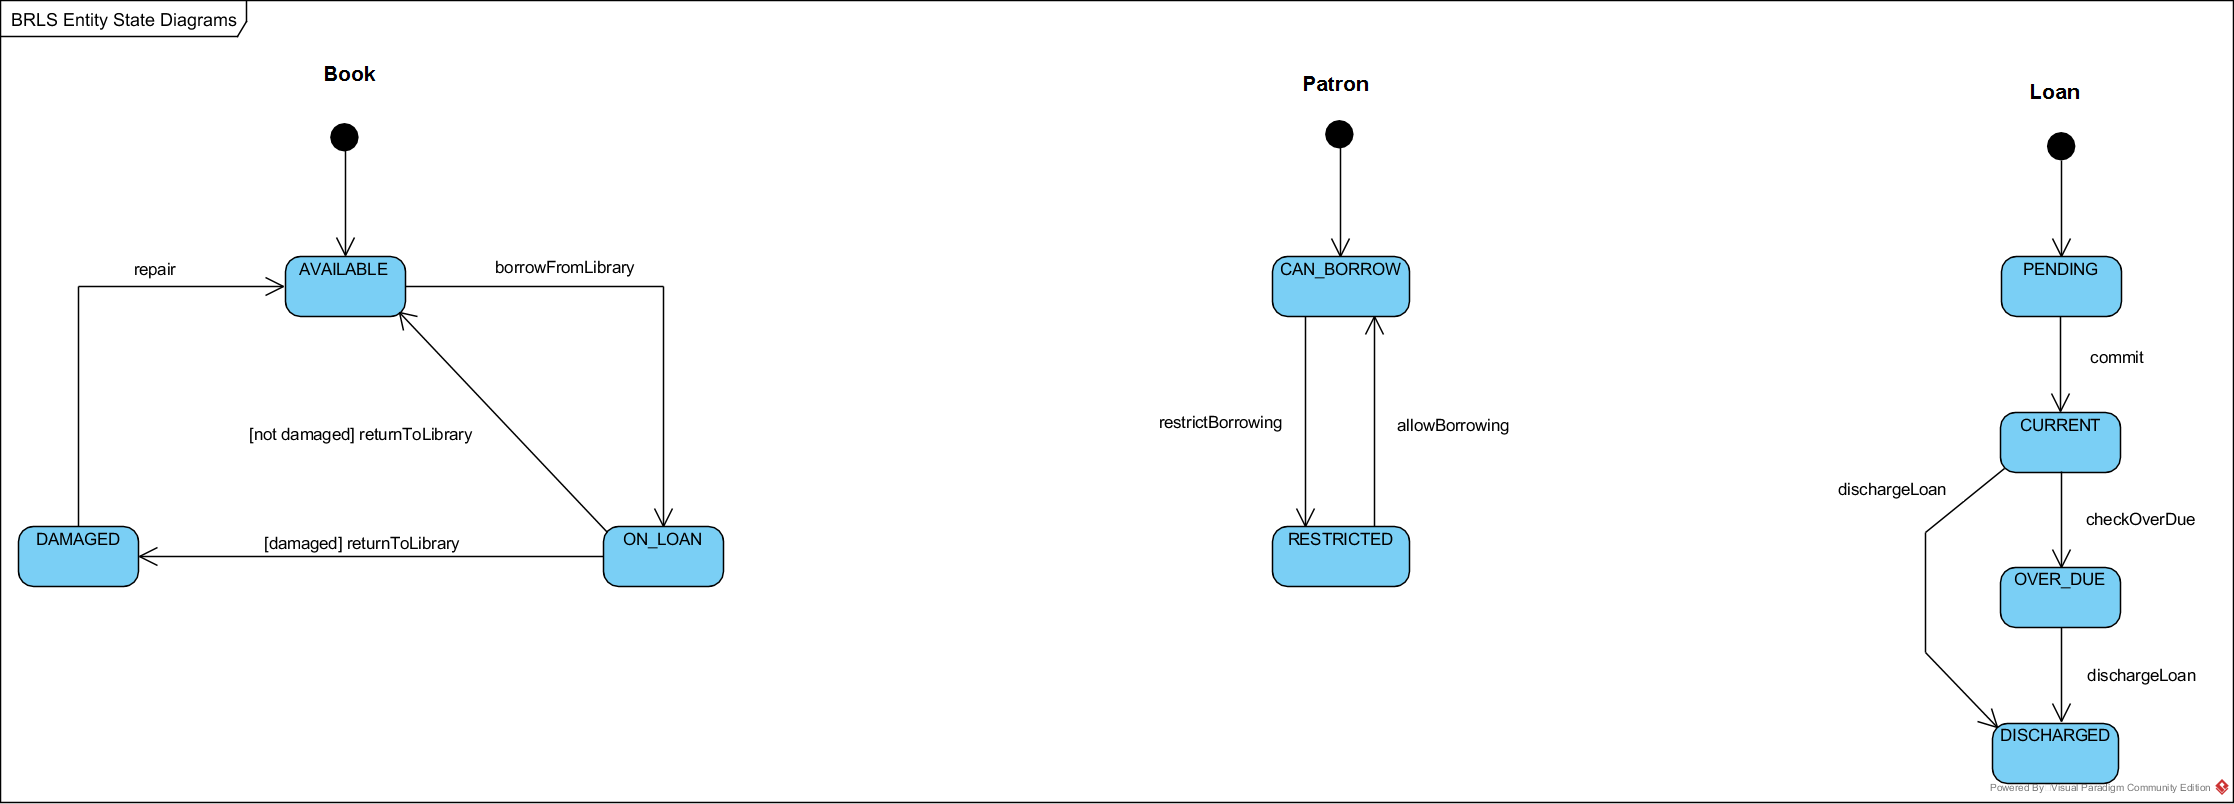 BRLS Entity State Diagrams
Book
Patron
Loan
repair
AVAILABLE
borrowFromLibrary
[not damaged] returnToLibrary
DAMAGED
[damaged] returnToLibrary
ON_LOAN
CAN_BORROW
restrictBorrowing
allowBorrowing
RESTRICTED
PENDING
commit
CURRENT
dischargeLoan
checkOverDue
OVER_DUE
dischargeLoan
DISCHARGED
Powered By Visual Paradigm Community Edition